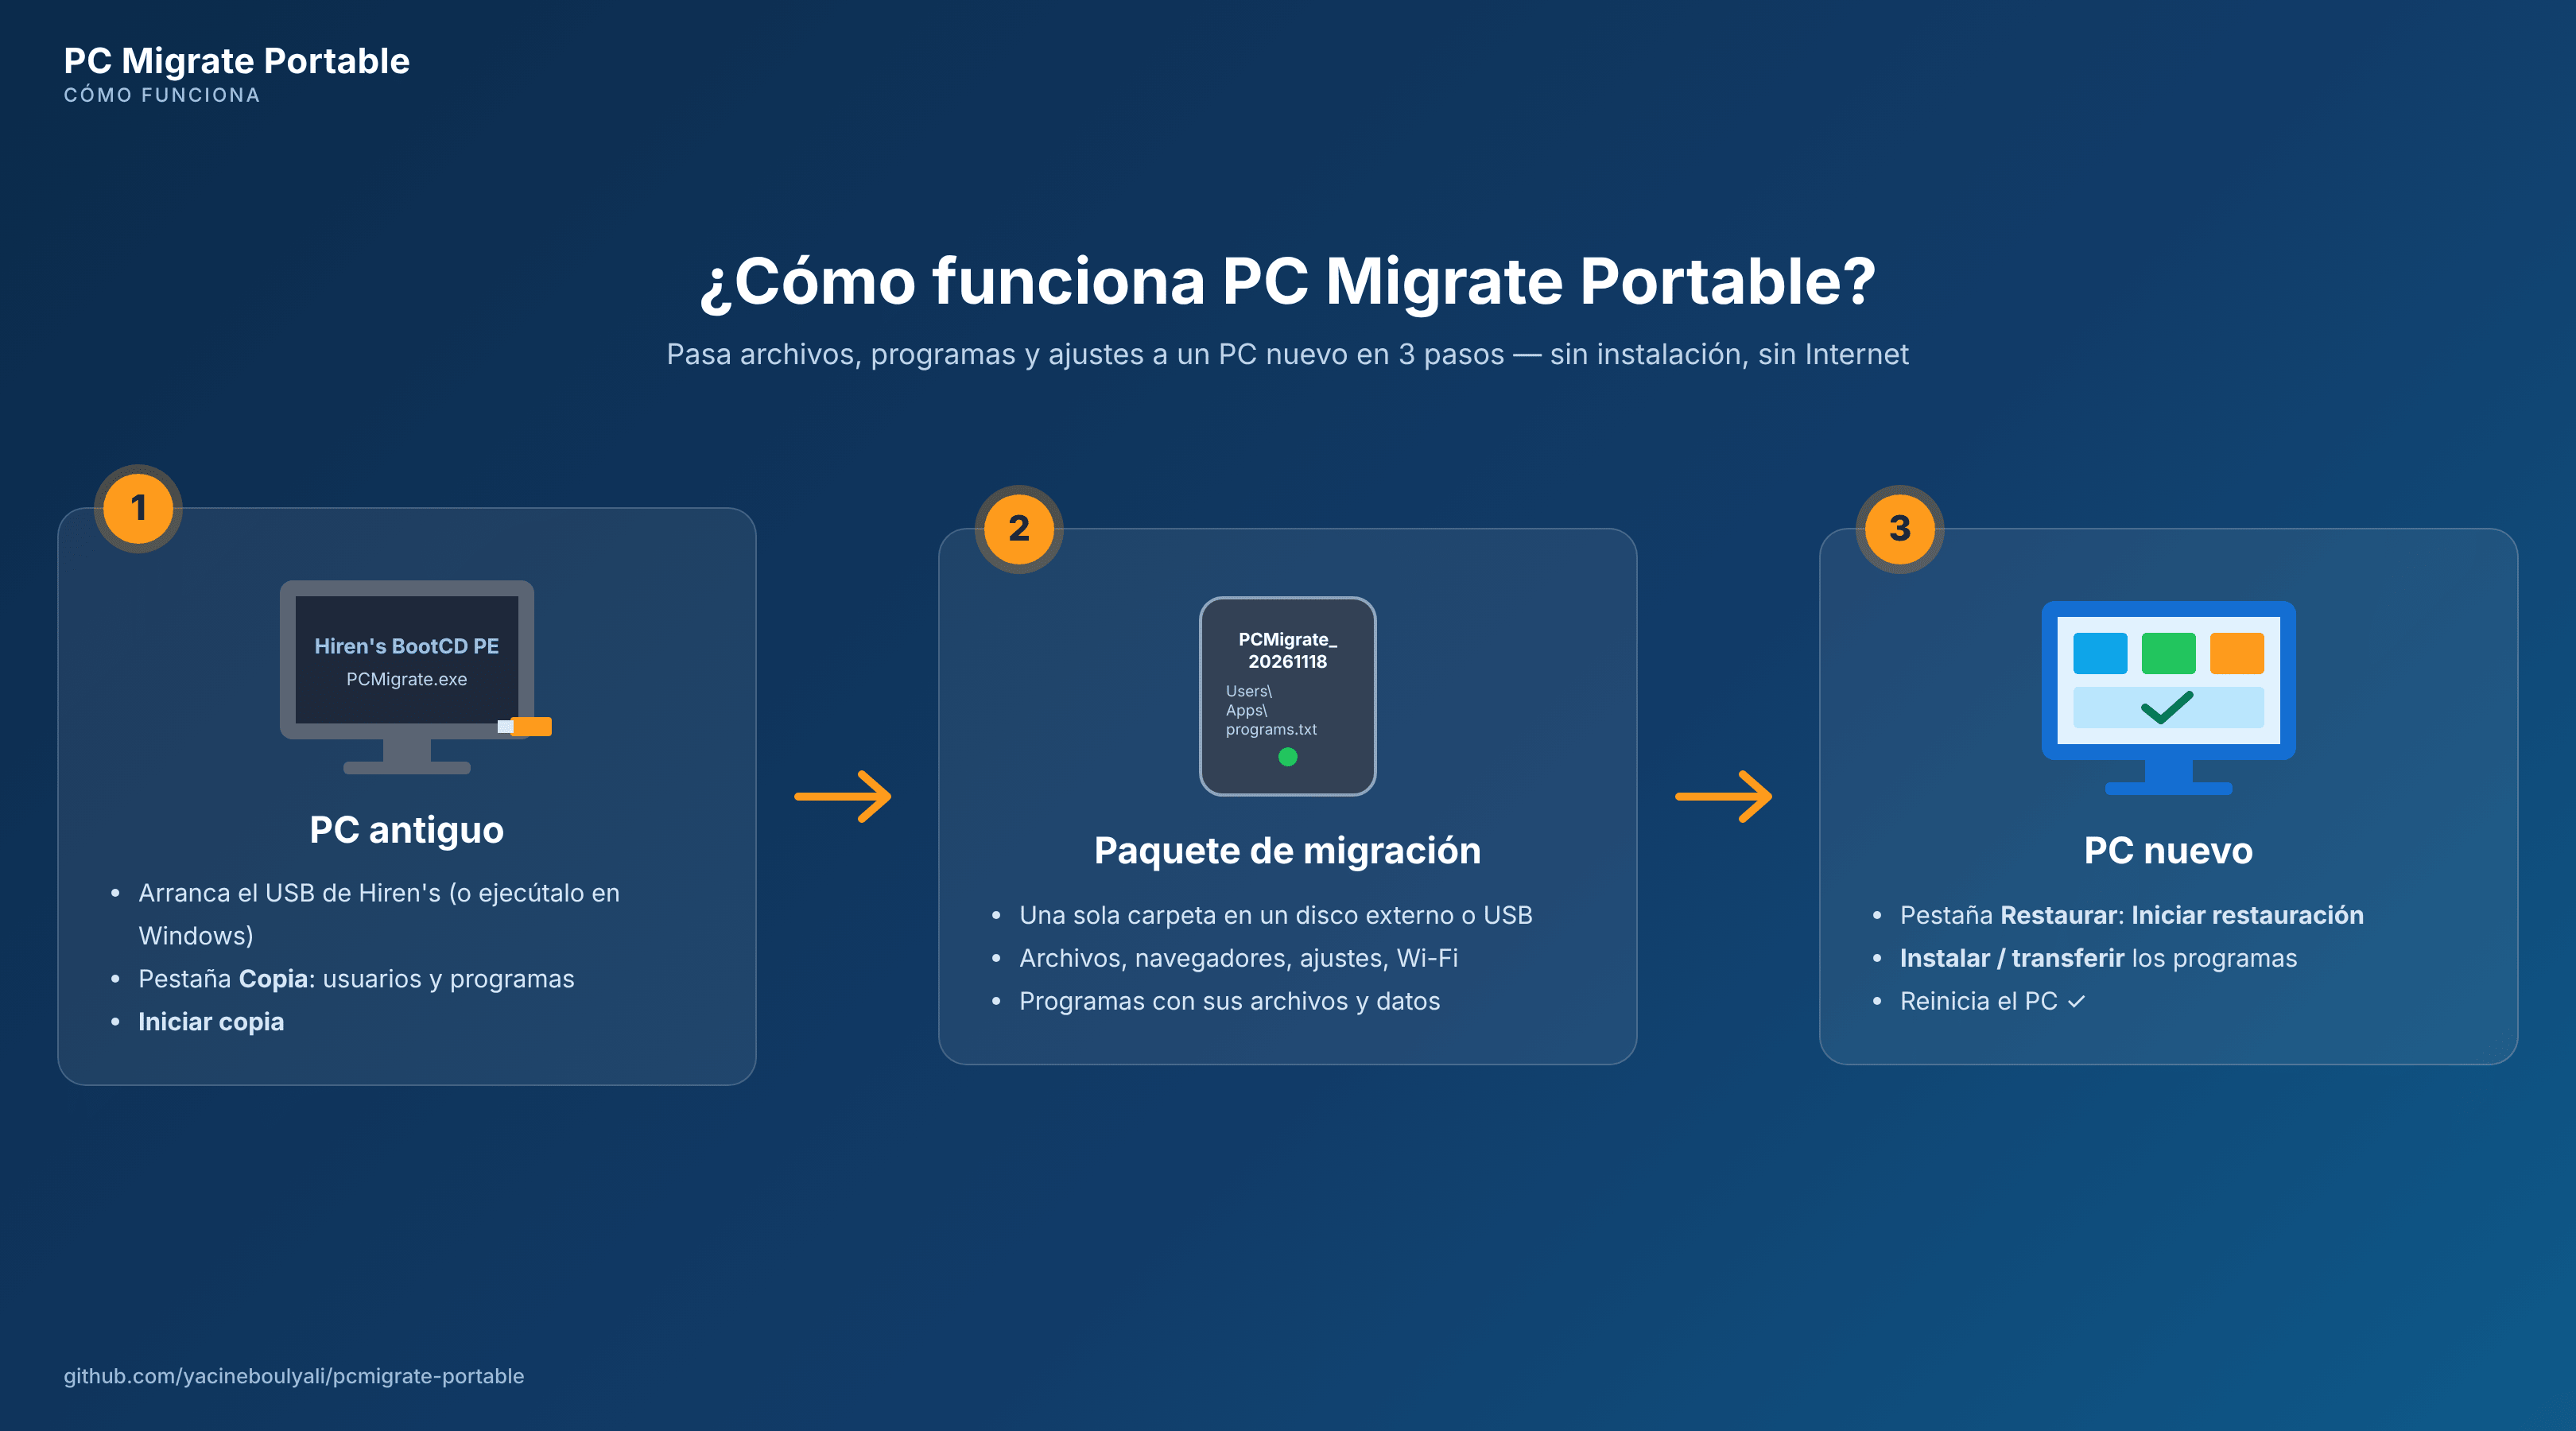 PC Migrate Portable
CÓMO FUNCIONA
¿Cómo funciona PC Migrate Portable?
Pasa archivos, programas y ajustes a un PC nuevo en 3 pasos — sin instalación, sin Internet
1
Hiren's BootCD PE
PCMigrate.exe
PC antiguo
• Arranca el USB de Hiren's (o ejecútalo en
Windows)
• Pestaña Copia: usuarios y programas
• Iniciar copia
2
PCMigrate_
20261118
Users\
Apps\
programs.txt
Paquete de migración
• Una sola carpeta en un disco externo o USB
• Archivos, navegadores, ajustes, Wi-Fi
• Programas con sus archivos y datos
3
PC nuevo
• Pestaña Restaurar: Iniciar restauración
• Instalar / transferir los programas
• Reinicia el PC ✓
github.com/yacineboulyali/pcmigrate-portable